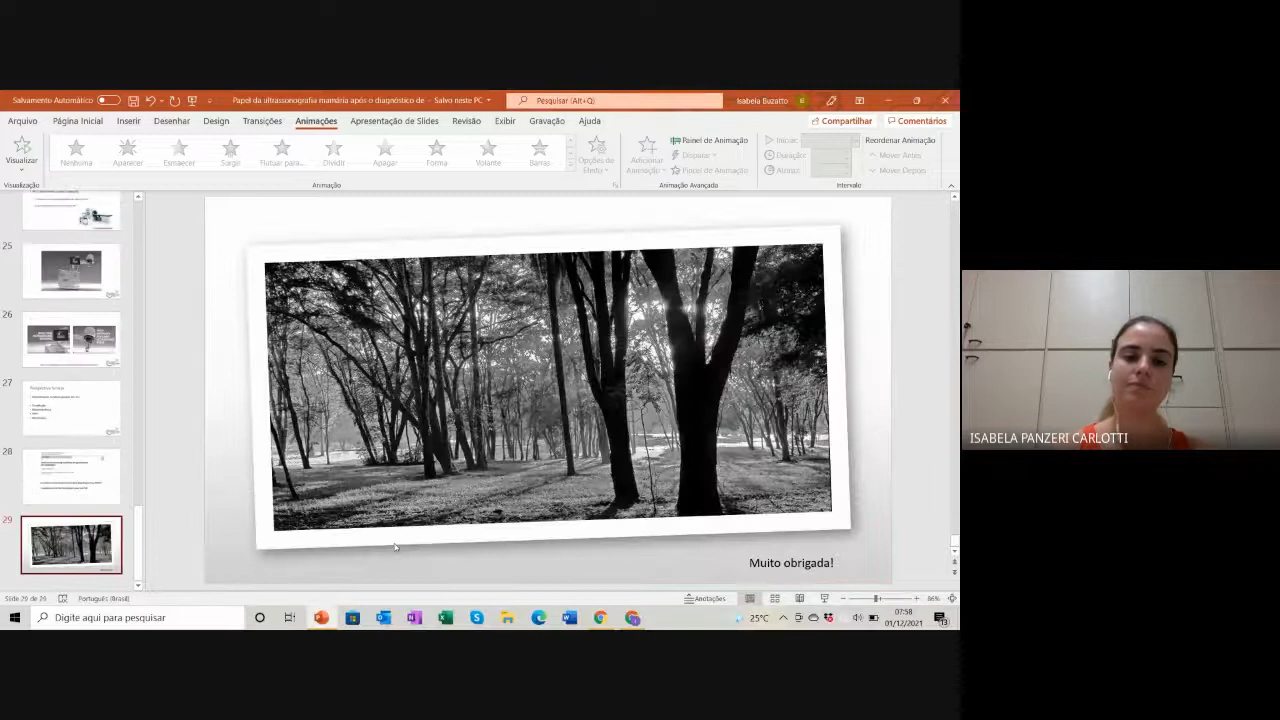 Salvamento Automático
Papel da ultrassonografia mamária após o diagnóstico de ... – Salvo neste PC
Pesquisar (Alt+Q)
Isabela Buzatto
Arquivo
Página Inicial
Inserir
Desenhar
Design
Transições
Animações
Apresentação de Slides
Revisão
Exibir
Gravação
Ajuda
Compartilhar
Comentários
Visualizar
Nenhuma
Aparecer
Esmaecer
Surgir
Flutuar para...
Dividir
Apagar
Forma
Volante
Barras
Opções de
Efeito
Adicionar
Animação
Painel de Animação
Disparar
Pincel de Animação
Iniciar:
Duração:
Atraso:
Reordenar Animação
Mover Antes
Mover Depois
Visualização
Animação
Animação Avançada
Intervalo
25
26
27
28
29
Muito obrigada!
ISABELA PANZERI CARLOTTI
Slide 29 de 29
Português (Brasil)
Anotações
86%
Digite aqui para pesquisar
25°C
07:58
01/12/2021